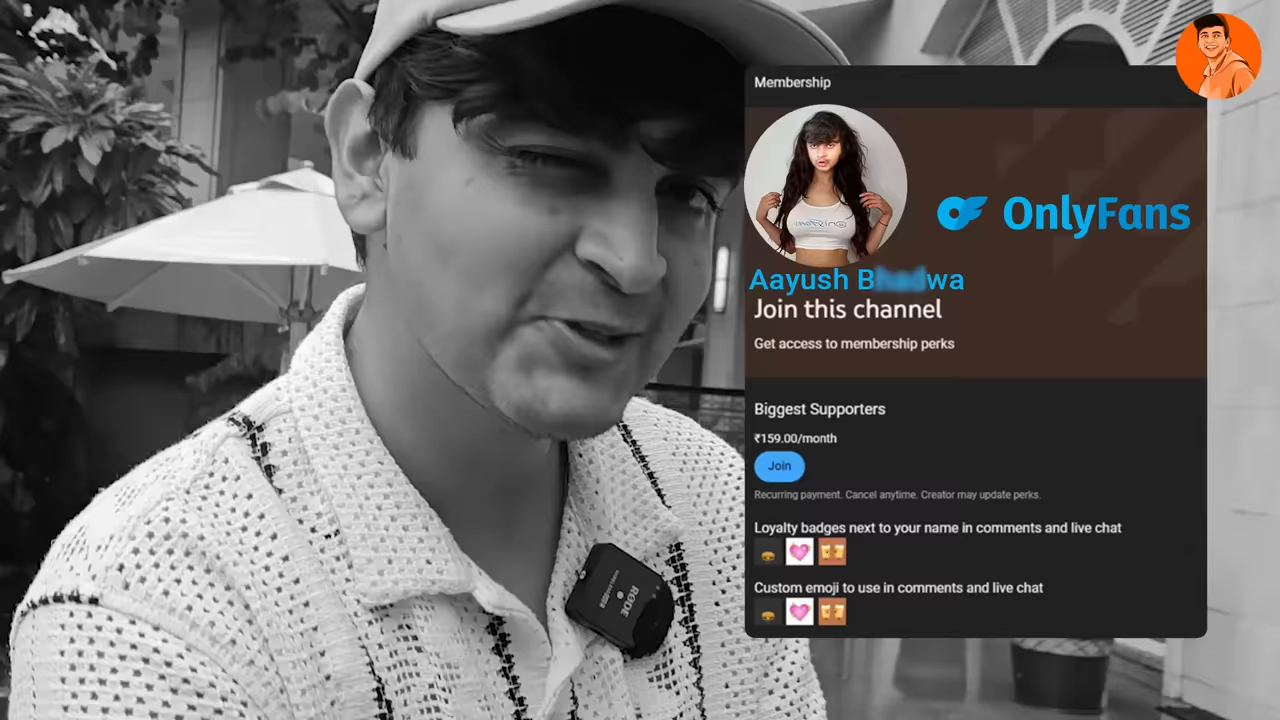 Membership
OnlyFans
Aayush B wa
Join this channel
Get access to membership perks
Biggest Supporters
₹159.00/month
Join
Recurring payment. Cancel anytime. Creator may update perks.
Loyalty badges next to your name in comments and live chat
Custom emoji to use in comments and live chat
RØDE